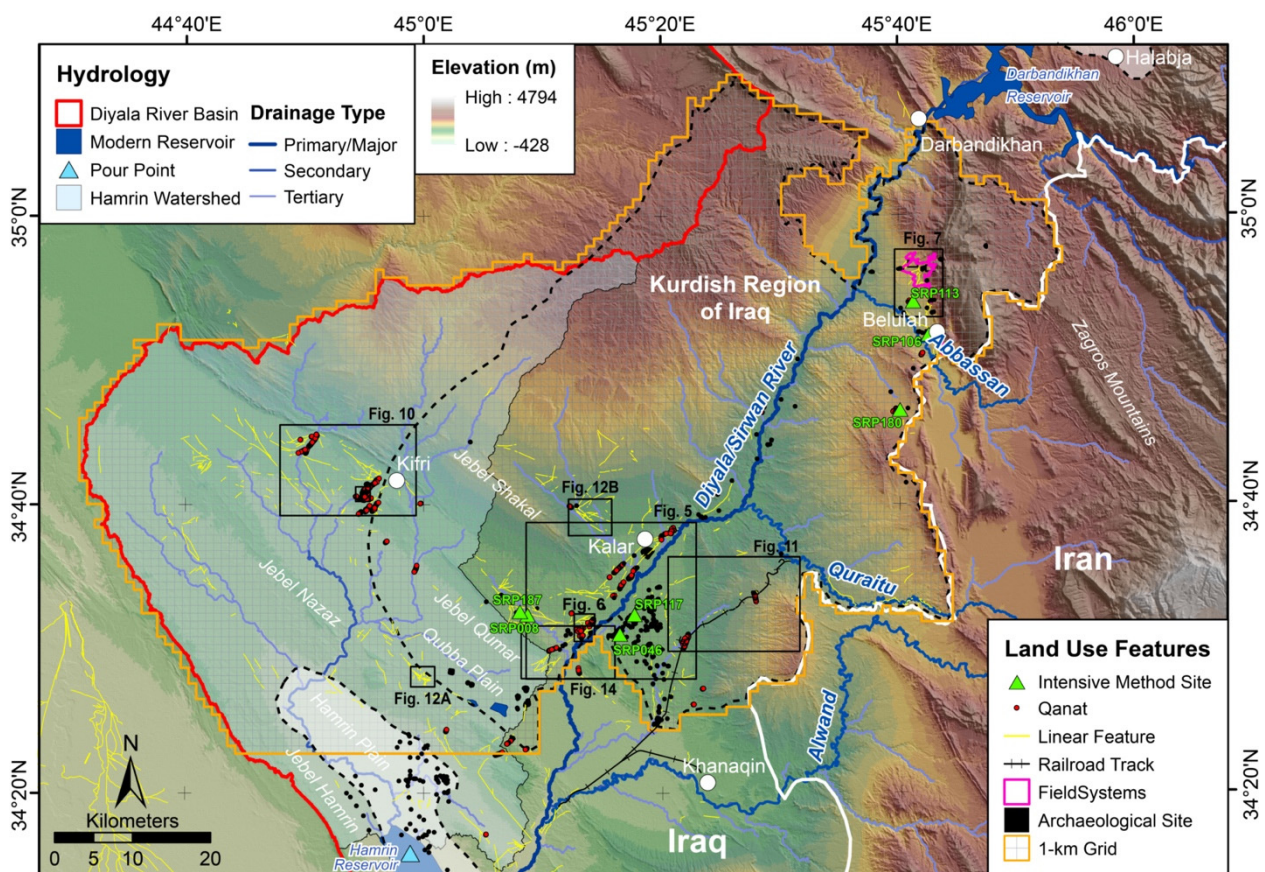 44°40'E
45°0'E
45°20'E
45°40'E
46°0'E
Hydrology
Diyala River Basin
Modern Reservoir
Pour Point
Hamrin Watershed
Drainage Type
Primary/Major
Secondary
Tertiary
Elevation (m)
High : 4794
Low : -428
Halabja
Darbandikhan
Reservoir
Darbandikhan
35°0'N
35°0'N
Fig. 7
Kurdish Region
of Iraq
SRP113
Belulah
SRP106
Abbassan
Zagros Mountains
SRP180
Diyala/Sirwan River
Fig. 10
Kifri
Jebel Shakal
Fig. 12B
Fig. 5
34°40'N
34°40'N
Kalar
Fig. 11
Iran
Quraitu
Jebel Nazaz
Jebel Qumar
SRP187
SRP008
Fig. 6
SRP117
SRP046
Qubba Plain
Fig. 12A
Fig. 14
Hamrin Plain
Jebel Hamrin
Alwand
Khanaqin
34°20'N
34°20'N
Iraq
Hamrin
Reservoir
N
Kilometers
0 5 10 20
Land Use Features
Intensive Method Site
Qanat
Linear Feature
Railroad Track
FieldSystems
Archaeological Site
1-km Grid